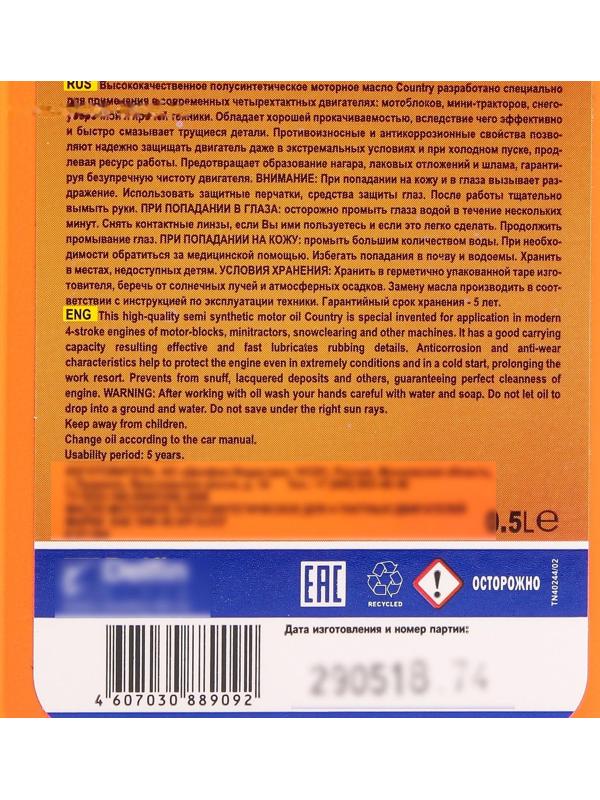 RUS Высококачественное полусинтетическое моторное масло Country разработано специально
для применения в современных четырехтактных двигателях: мотоблоков, мини-тракторов, снего-
техники. Обладает хорошей прокачиваемостью, вследствие чего эффективно
и быстро смазывает трущиеся детали. Противоизносные и антикоррозионные свойства позво-
ляют надежно защищать двигатель даже в экстремальных условиях и при холодном пуске, прод-
левая ресурс работы. Предотвращает образование нагара, лаковых отложений и шлама, гаранти-
руя безупречную чистоту двигателя. ВНИМАНИЕ: При попадании на кожу и в глаза вызывает раз-
дражение. Использовать защитные перчатки, средства защиты глаз. После работы тщательно
вымыть руки. ПРИ ПОПАДАНИИ В ГЛАЗА: осторожно промыть глаза водой в течение нескольких
минут. Снять контактные линзы, если Вы ими пользуетесь и если это легко сделать. Продолжить
промывание глаз. ПРИ ПОПАДАНИИ НА КОЖУ: промыть большим количеством воды. При необхо-
димости обратиться за медицинской помощью. Избегать попадания в почву и водоемы. Хранить
в местах, недоступных детям. УСЛОВИЯ ХРАНЕНИЯ: Хранить в герметично упакованной таре изго-
товителя, беречь от солнечных лучей и атмосферных осадков. Замену масла производить в соот-
ветствии с инструкцией по эксплуатации техники. Гарантийный срок хранения - 5 лет.
ENG This high-quality semi synthetic motor oil Country is special invented for application in modern
4-stroke engines of motor-blocks, minitractors, snowclearing and other machines. It has a good carrying
capacity resulting effective and fast lubricates rubbing details. Anticorrosion and anti-wear
characteristics help to protect the engine even in extremely conditions and in a cold start, prolonging the
work resort. Prevents from snuff, lacquered deposits and others, guaranteeing perfect cleanness of
engine. WARNING: After working with oil wash your hands careful with water and soap. Do not let oil to
drop into a ground and water. Do not save under the right sun rays.
Keep away from children.
Change oil according to the car manual.
Usability period: 5 years.
0.5L℮
EAC
RECYCLED
ОСТОРОЖНО
TN40244/02
Дата изготовления и номер партии:
290518.74
4 607030 889092